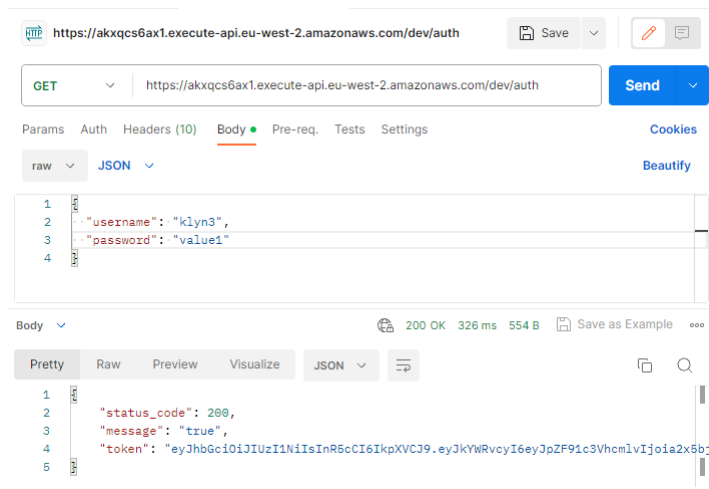 HTTP https://akxqcs6ax1.execute-api.eu-west-2.amazonaws.com/dev/auth Save
GET https://akxqcs6ax1.execute-api.eu-west-2.amazonaws.com/dev/auth Send
Params Auth Headers (10) Body Pre-req. Tests Settings Cookies
raw JSON Beautify
1 {
2 "username": "klyn3",
3 "password": "value1"
4 }
Body 200 OK 326 ms 554 B Save as Example
Pretty Raw Preview Visualize JSON
1 {
2 "status_code": 200,
3 "message": "true",
4 "token": "eyJhbGciOiJIUzI1NiIsInR5cCI6IkpXVCJ9.eyJkYWRvcyI6eyJpZF91c3VhcmlvIjoia2x5bj
5 }